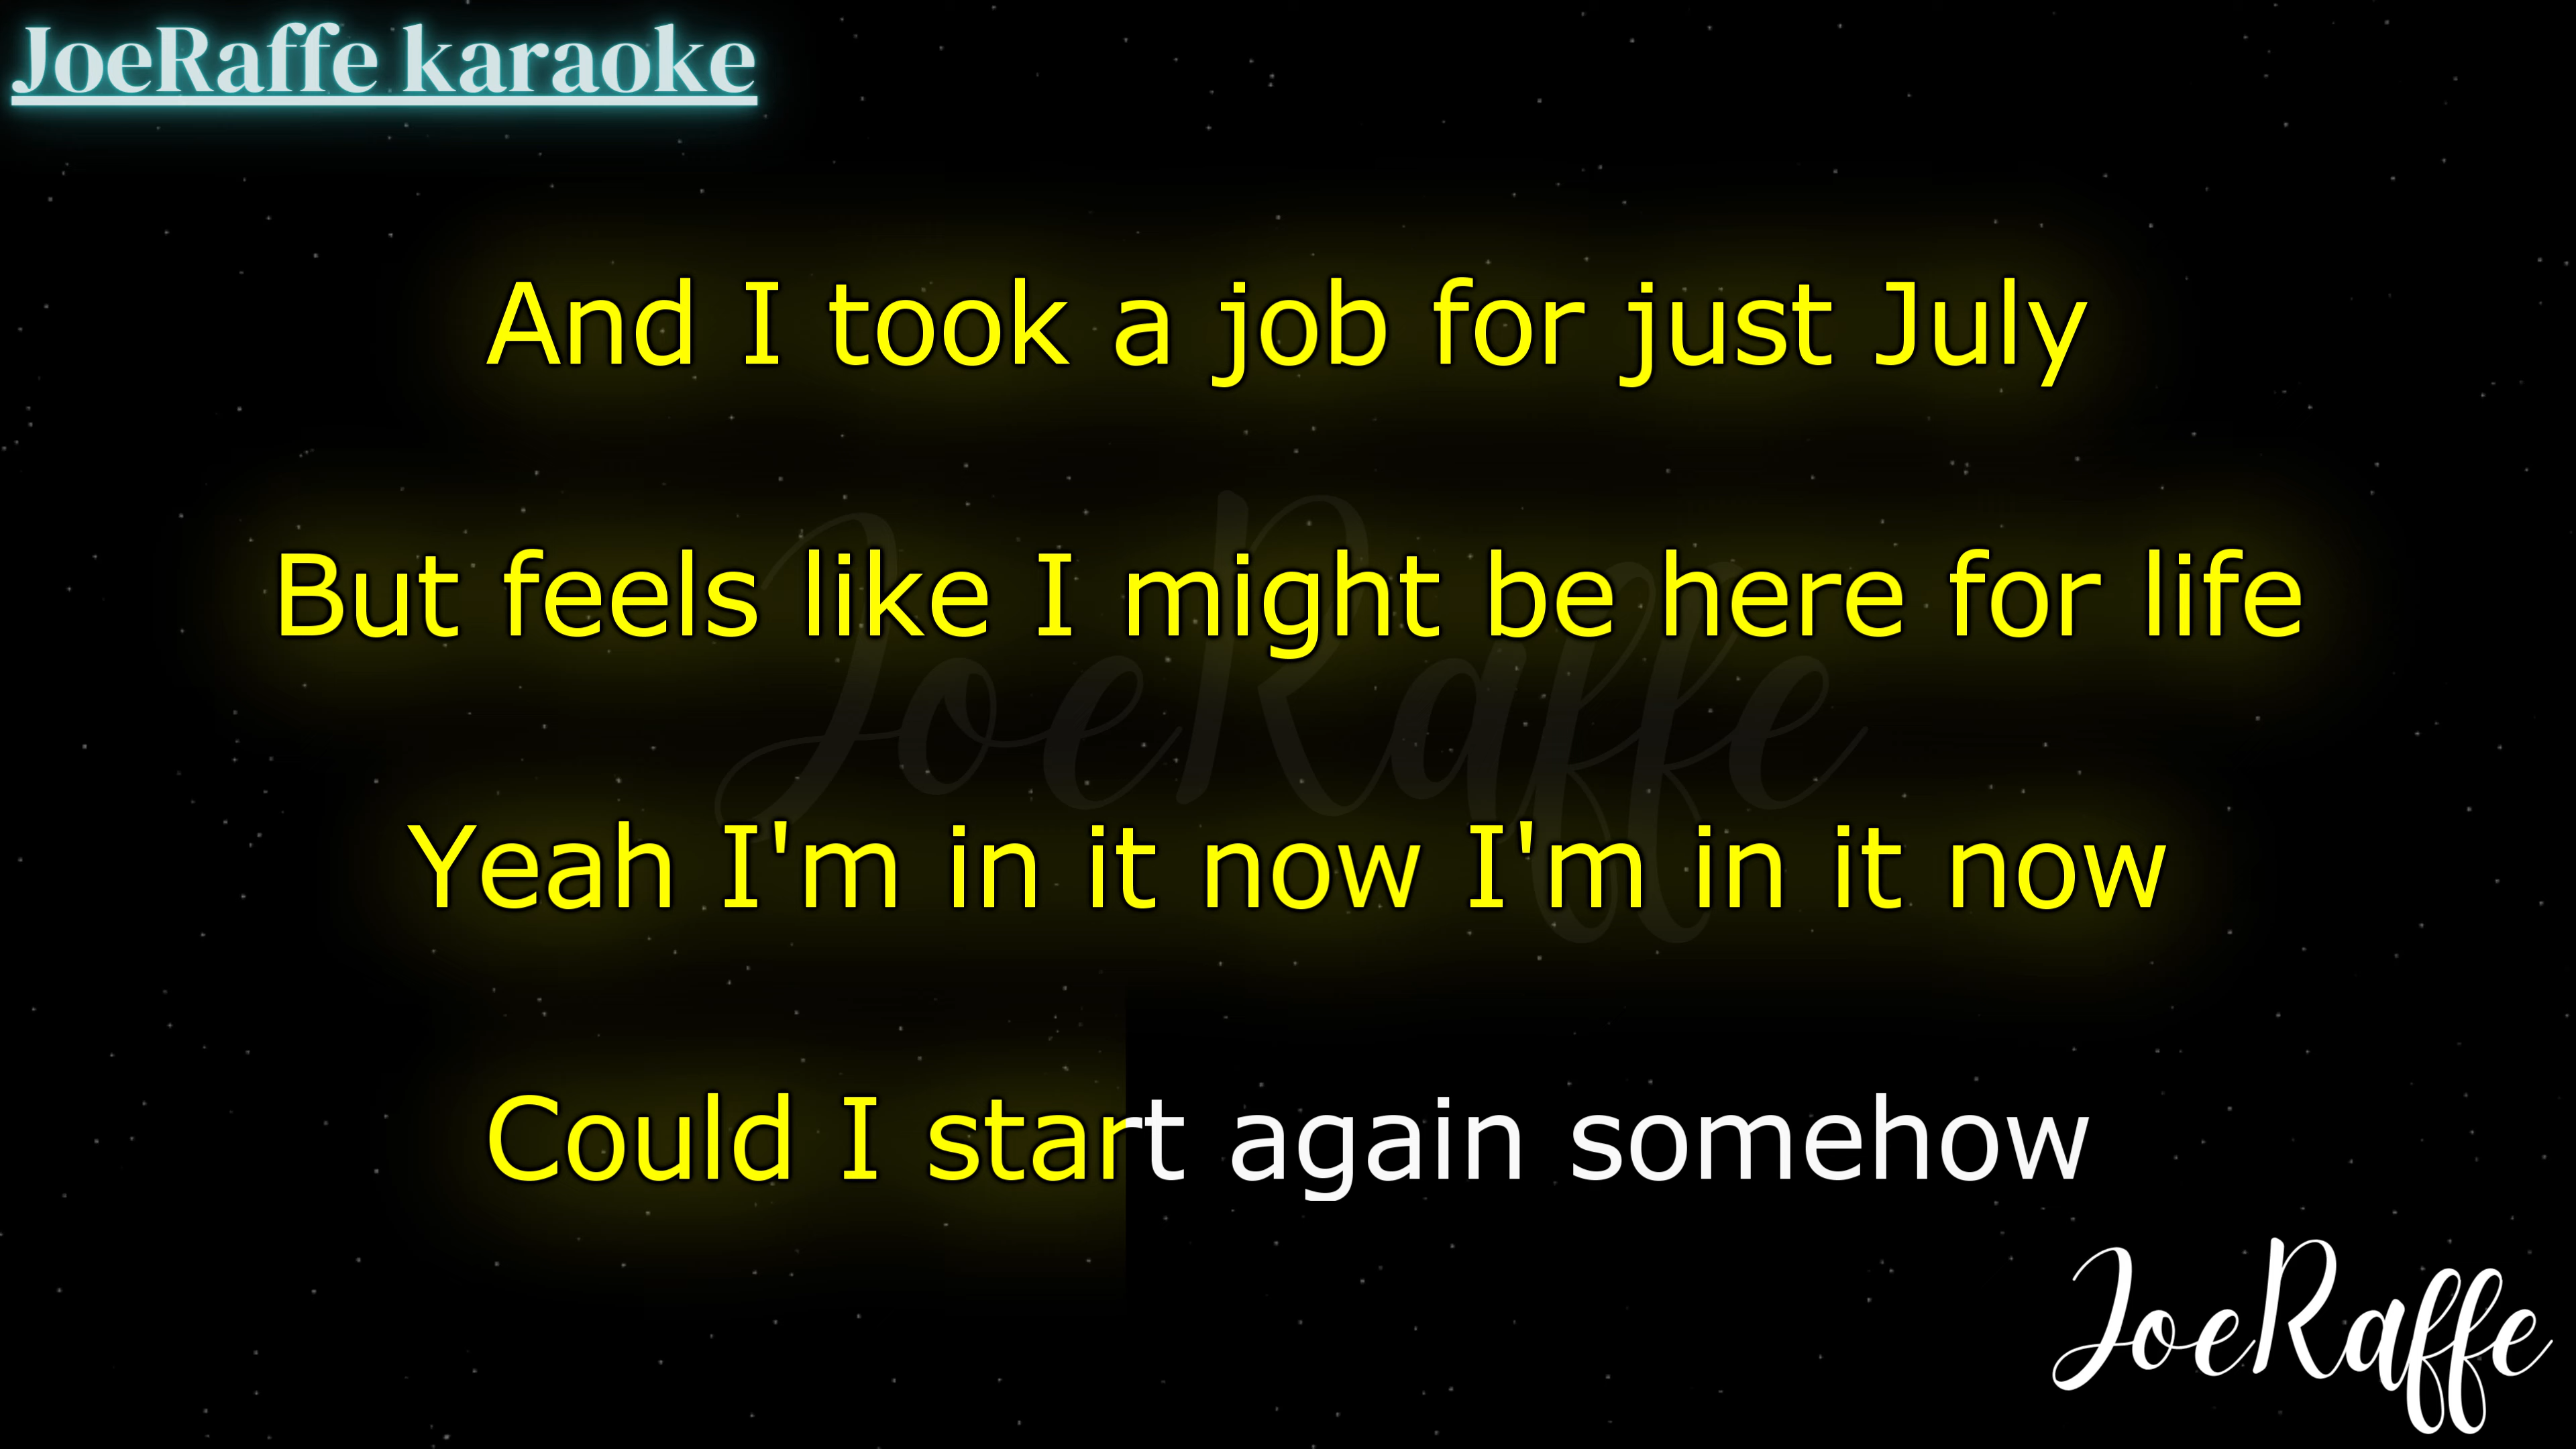 JoeRaffe karaoke
And I took a job for just July
But feels like I might be here for life
JoeRaffe
Yeah I'm in it now I'm in it now
Could I start again somehow
JoeRaffe